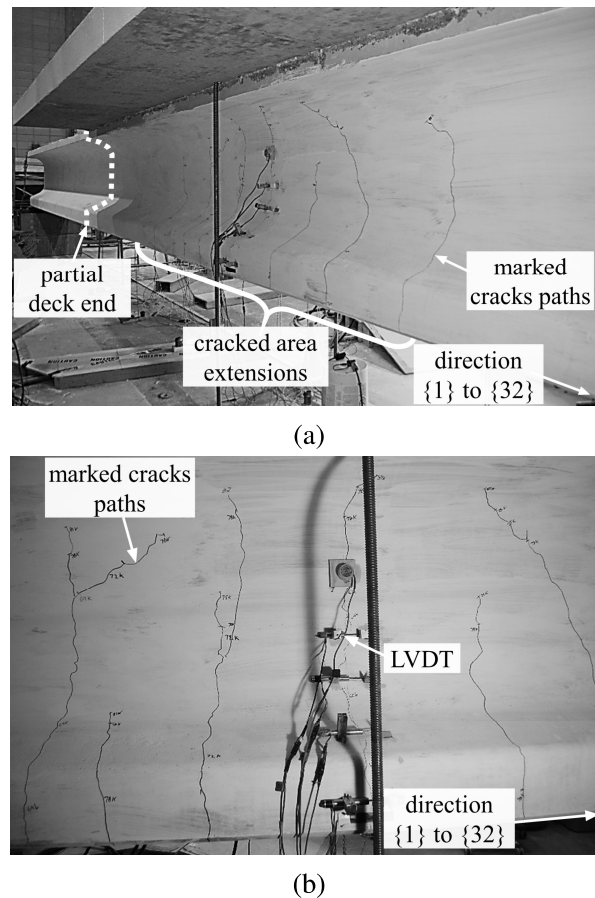 partial
deck end
marked
cracks paths
cracked area
extensions
direction
{1} to {32}
(a)
marked cracks
paths
LVDT
direction
{1} to {32}
(b)